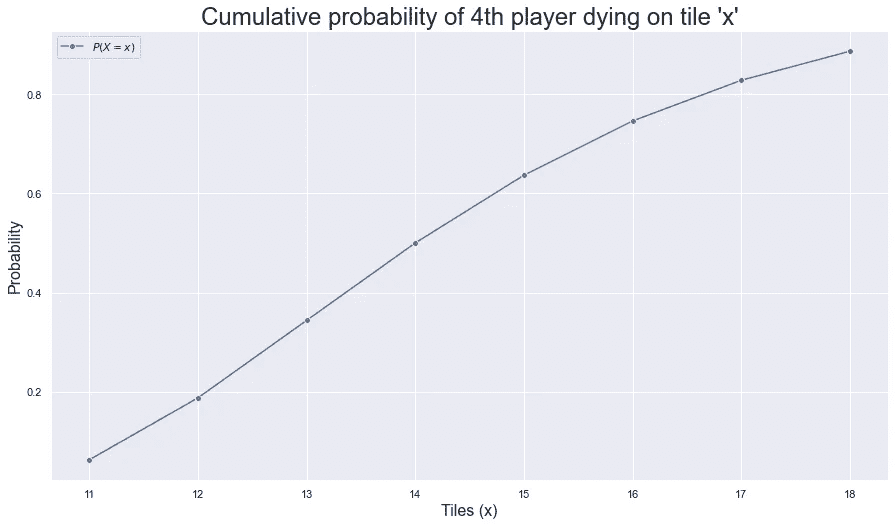 Cumulative probability of 4th player dying on tile 'x'
P(X = x)
0.8
0.6
0.4
0.2
Probability
11 12 13 14 15 16 17 18
Tiles (x)